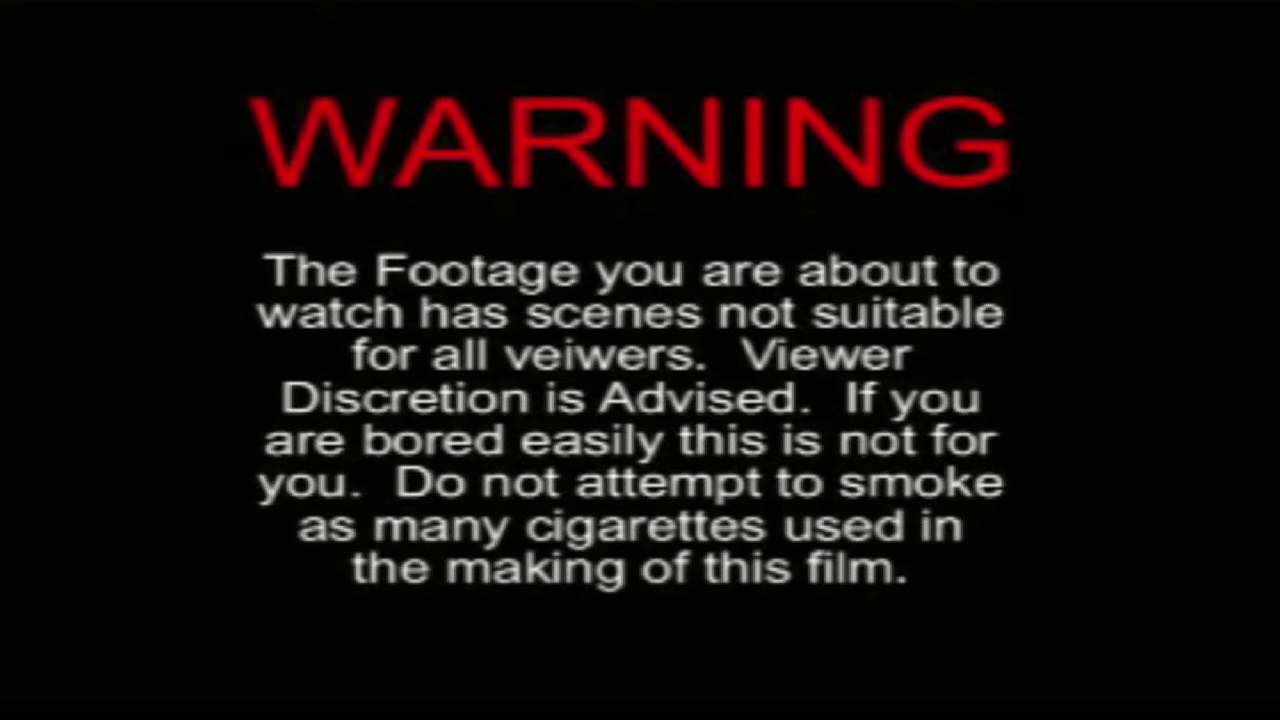 WARNING
The Footage you are about to
watch has scenes not suitable
for all veiwers.  Viewer
Discretion is Advised.  If you
are bored easily this is not for
you.  Do not attempt to smoke
as many cigarettes used in
the making of this film.